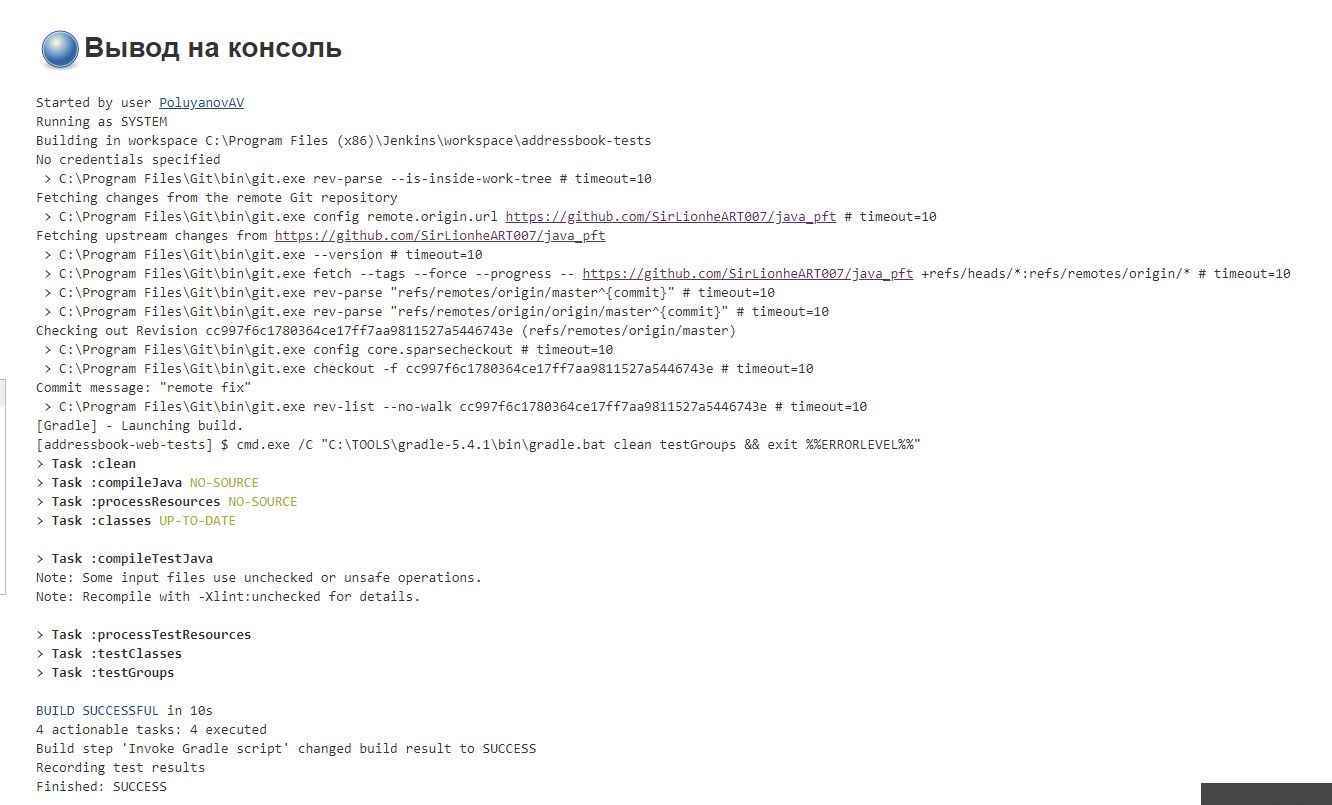 Вывод на консоль
Started by user PoluyanovAV
Running as SYSTEM
Building in workspace C:\Program Files (x86)\Jenkins\workspace\addressbook-tests
No credentials specified
> C:\Program Files\Git\bin\git.exe rev-parse --is-inside-work-tree # timeout=10
Fetching changes from the remote Git repository
> C:\Program Files\Git\bin\git.exe config remote.origin.url https://github.com/SirLionheART007/java_pft # timeout=10
Fetching upstream changes from https://github.com/SirLionheART007/java_pft
> C:\Program Files\Git\bin\git.exe --version # timeout=10
> C:\Program Files\Git\bin\git.exe fetch --tags --force --progress -- https://github.com/SirLionheART007/java_pft +refs/heads/*:refs/remotes/origin/* # timeout=10
> C:\Program Files\Git\bin\git.exe rev-parse "refs/remotes/origin/master^{commit}" # timeout=10
> C:\Program Files\Git\bin\git.exe rev-parse "refs/remotes/origin/origin/master^{commit}" # timeout=10
Checking out Revision cc997f6c1780364ce17ff7aa9811527a5446743e (refs/remotes/origin/master)
> C:\Program Files\Git\bin\git.exe config core.sparsecheckout # timeout=10
> C:\Program Files\Git\bin\git.exe checkout -f cc997f6c1780364ce17ff7aa9811527a5446743e # timeout=10
Commit message: "remote fix"
> C:\Program Files\Git\bin\git.exe rev-list --no-walk cc997f6c1780364ce17ff7aa9811527a5446743e # timeout=10
[Gradle] - Launching build.
[addressbook-web-tests] $ cmd.exe /C "C:\TOOLS\gradle-5.4.1\bin\gradle.bat clean testGroups && exit %%ERRORLEVEL%%"
> Task :clean
> Task :compileJava NO-SOURCE
> Task :processResources NO-SOURCE
> Task :classes UP-TO-DATE
> Task :compileTestJava
Note: Some input files use unchecked or unsafe operations.
Note: Recompile with -Xlint:unchecked for details.
> Task :processTestResources
> Task :testClasses
> Task :testGroups
BUILD SUCCESSFUL in 10s
4 actionable tasks: 4 executed
Build step 'Invoke Gradle script' changed build result to SUCCESS
Recording test results
Finished: SUCCESS